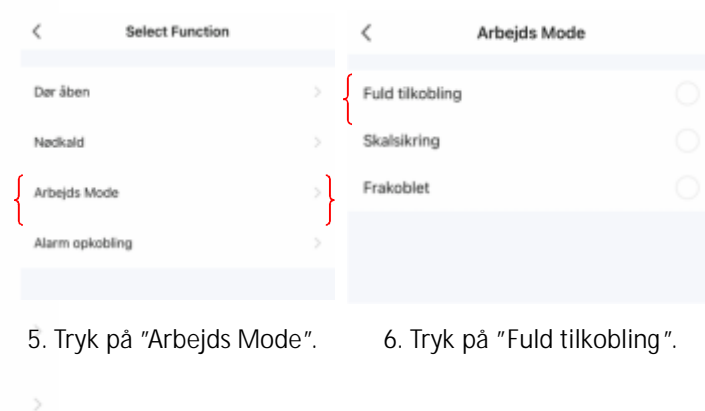 Select Function
Dør åben
Nødkald
Arbejds Mode
Alarm opkobling
5. Tryk på "Arbejds Mode".
Arbejds Mode
Fuld tilkobling
Skalsikring
Frakoblet
6. Tryk på "Fuld tilkobling".